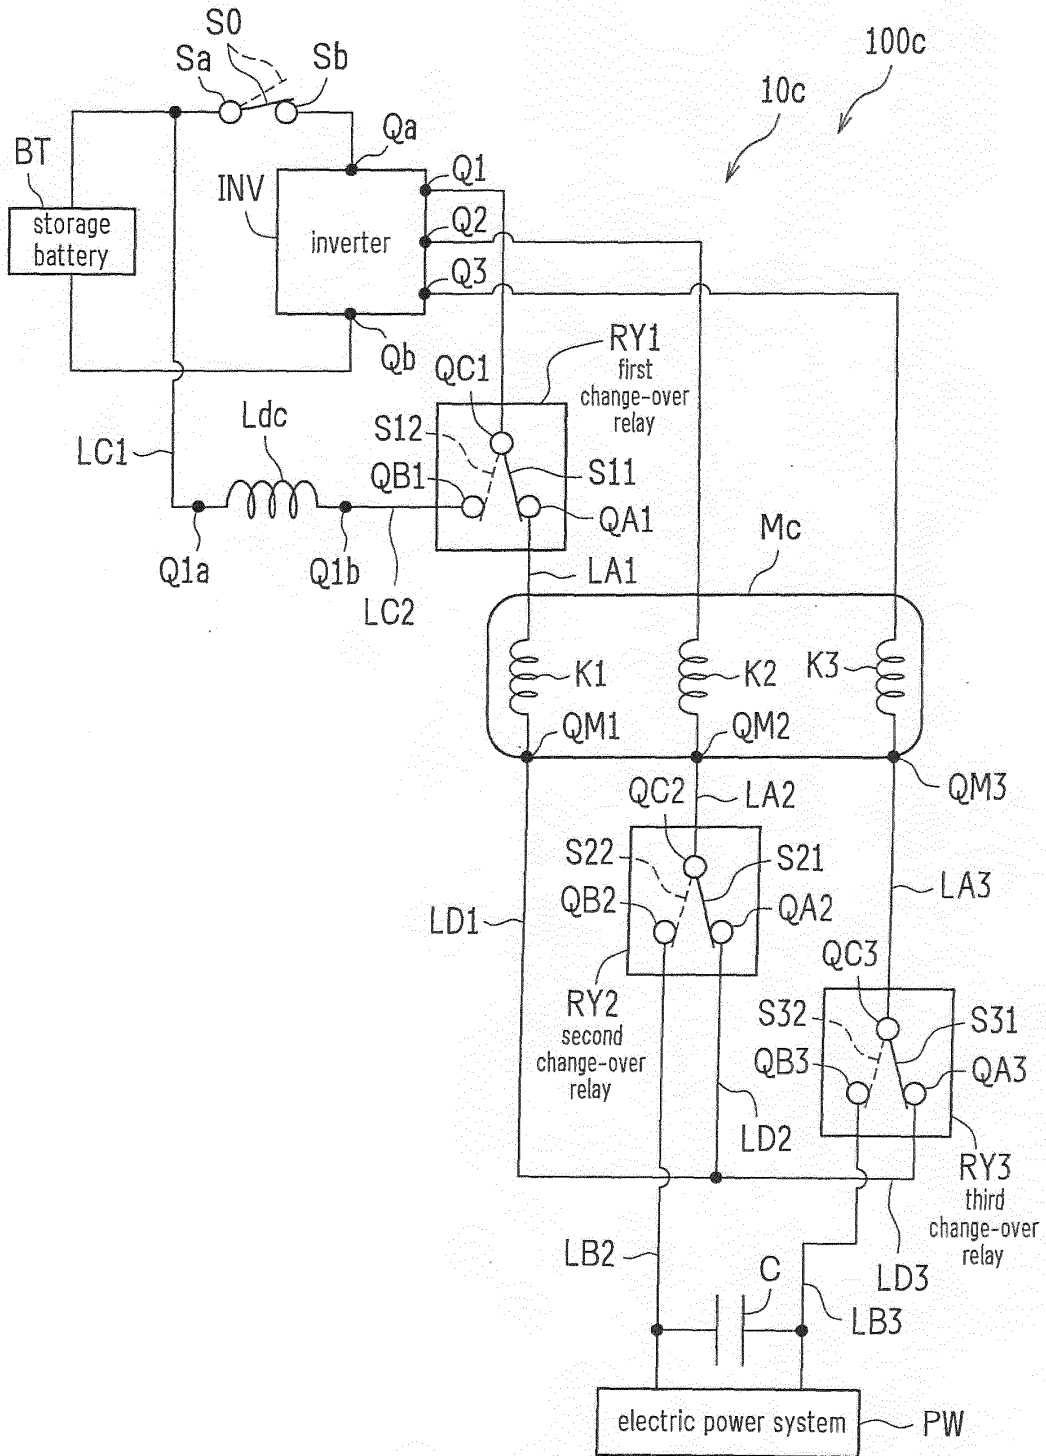 S0
Sa
Sb
100c
10c
BT
storage
battery
INV
inverter
Qa
Q1
Q2
Q3
Qb
RY1
first
change-over
relay
QC1
Ldc
S12
LC1
QB1
S11
QA1
Q1a
Q1b
LC2
LA1
Mc
K1
K2
K3
QM1
QM2
QM3
QC2
LA2
S22
S21
QB2
QA2
LD1
LA3
RY2
second
change-over
relay
QC3
S32
S31
QB3
QA3
LD2
RY3
third
change-over
relay
LB2
C
LD3
LB3
electric power system
PW